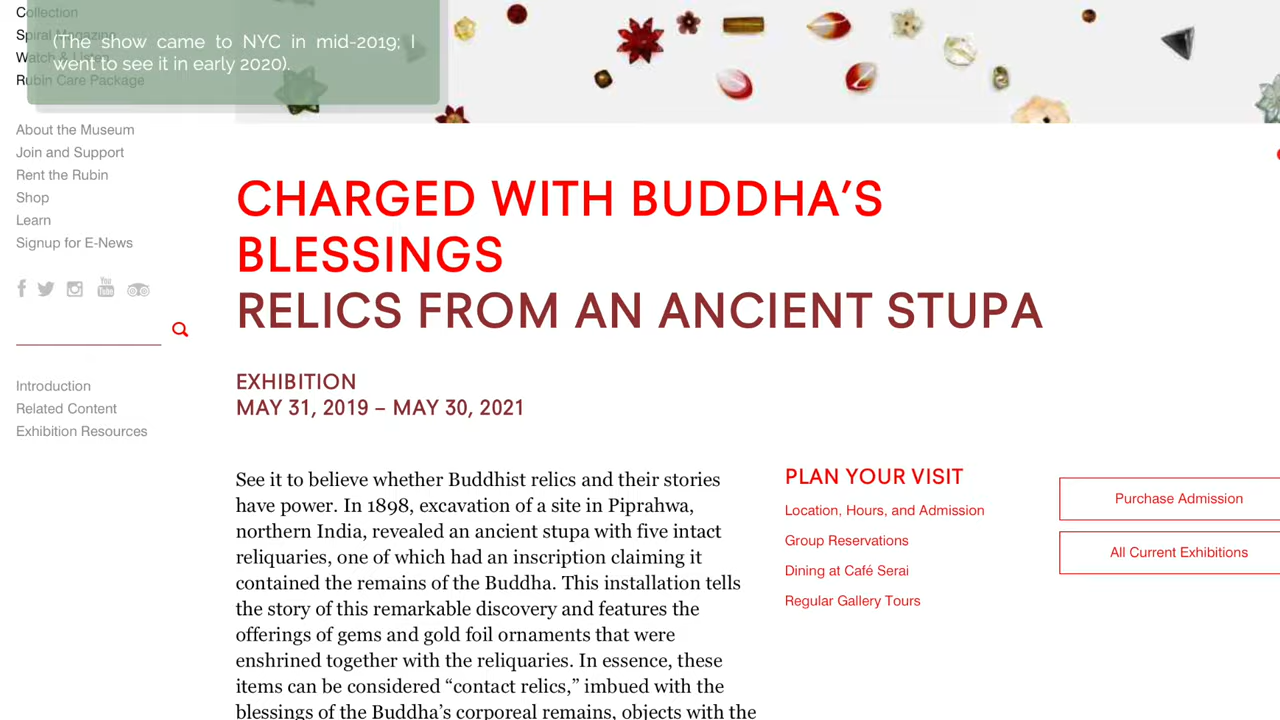 Collection
Spiral Magazine
Watch & Listen
Rubin Care Package
(The show came to NYC in mid-2019; I
went to see it in early 2020).
About the Museum
Join and Support
Rent the Rubin
Shop
Learn
Signup for E-News
You
Tube
Introduction
Related Content
Exhibition Resources
CHARGED WITH BUDDHA’S
BLESSINGS
RELICS FROM AN ANCIENT STUPA
EXHIBITION
MAY 31, 2019 – MAY 30, 2021
See it to believe whether Buddhist relics and their stories
have power. In 1898, excavation of a site in Piprahwa,
northern India, revealed an ancient stupa with five intact
reliquaries, one of which had an inscription claiming it
contained the remains of the Buddha. This installation tells
the story of this remarkable discovery and features the
offerings of gems and gold foil ornaments that were
enshrined together with the reliquaries. In essence, these
items can be considered “contact relics,” imbued with the
blessings of the Buddha’s corporeal remains, objects with the
PLAN YOUR VISIT
Location, Hours, and Admission
Group Reservations
Dining at Café Serai
Regular Gallery Tours
Purchase Admission
All Current Exhibitions